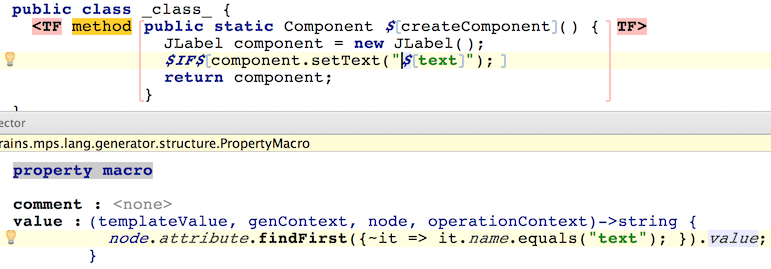 public class _class_ {
<TF method public static Component $[createComponent]() { TF>
JLabel component = new JLabel();
$IF$[component.setText("$[text]"); ]
return component;
}
ector
rains.mps.lang.generator.structure.PropertyMacro
property macro
comment : <none>
value : (templateValue, genContext, node, operationContext)->string {
node.attribute.findFirst({~it => it.name.equals("text"); }).value;
}